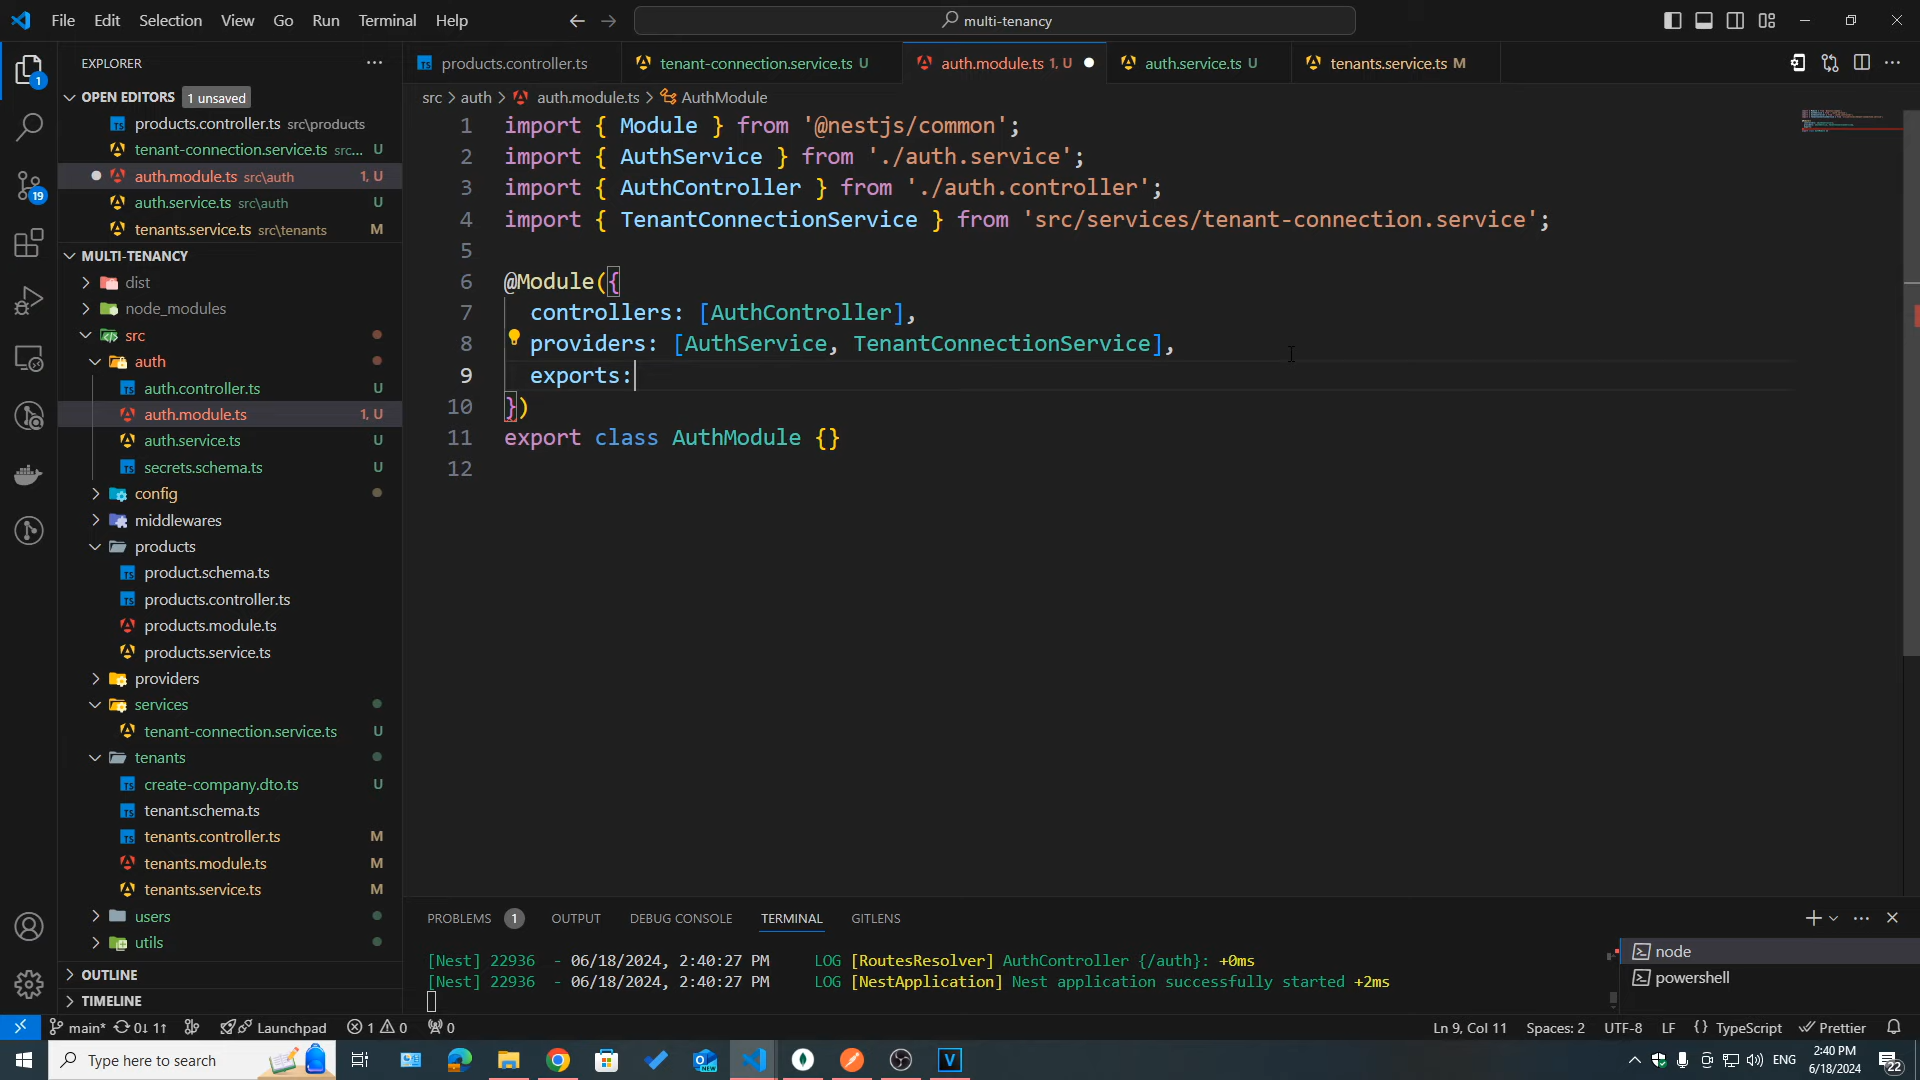 File Edit Selection View Go Run Terminal Help
multi-tenancy
EXPLORER
OPEN EDITORS 1 unsaved
products.controller.ts src\products
tenant-connection.service.ts src... U
auth.module.ts src\auth 1, U
auth.service.ts src\auth U
tenants.service.ts src\tenants M
MULTI-TENANCY
dist
node_modules
src
auth
auth.controller.ts U
auth.module.ts 1, U
auth.service.ts U
secrets.schema.ts U
config
middlewares
products
product.schema.ts
products.controller.ts
products.module.ts
products.service.ts
providers
services
tenant-connection.service.ts U
tenants
create-company.dto.ts U
tenant.schema.ts
tenants.controller.ts M
tenants.module.ts M
tenants.service.ts M
users
utils
OUTLINE
TIMELINE
1
19
products.controller.ts
tenant-connection.service.ts U
auth.module.ts 1, U
auth.service.ts U
tenants.service.ts M
src > auth > auth.module.ts > AuthModule
1 import { Module } from '@nestjs/common';
2 import { AuthService } from './auth.service';
3 import { AuthController } from './auth.controller';
4 import { TenantConnectionService } from 'src/services/tenant-connection.service';
5
6 @Module({
7 controllers: [AuthController],
8 providers: [AuthService, TenantConnectionService],
9 exports:
10 })
11 export class AuthModule {}
12
PROBLEMS 1 OUTPUT DEBUG CONSOLE TERMINAL GITLENS
[Nest] 22936 - 06/18/2024, 2:40:27 PM LOG [RoutesResolver] AuthController {/auth}: +0ms
[Nest] 22936 - 06/18/2024, 2:40:27 PM LOG [NestApplication] Nest application successfully started +2ms
node
powershell
main* 0↓ 1↑ Launchpad 1 0 0
Ln 9, Col 11 Spaces: 2 UTF-8 LF {} TypeScript Prettier
Type here to search
NEW
V
ENG
2:40 PM
6/18/2024
22